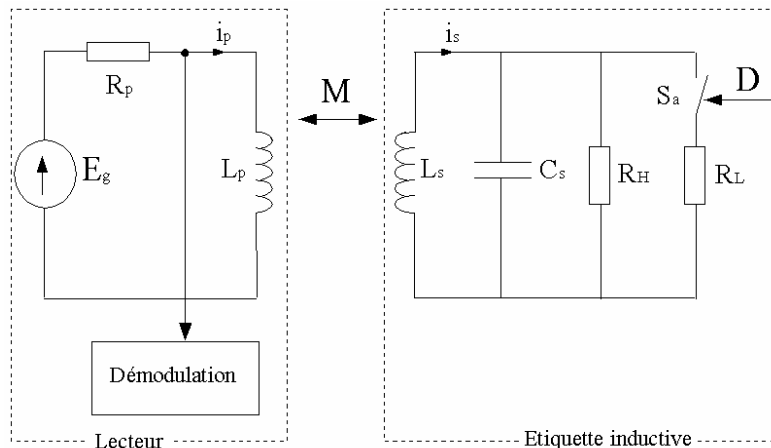 i_p
i_s
R_p
M
S_a
D
E_g
L_p
L_s
C_s
R_H
R_L
Démodulation
Lecteur
Etiquette inductive